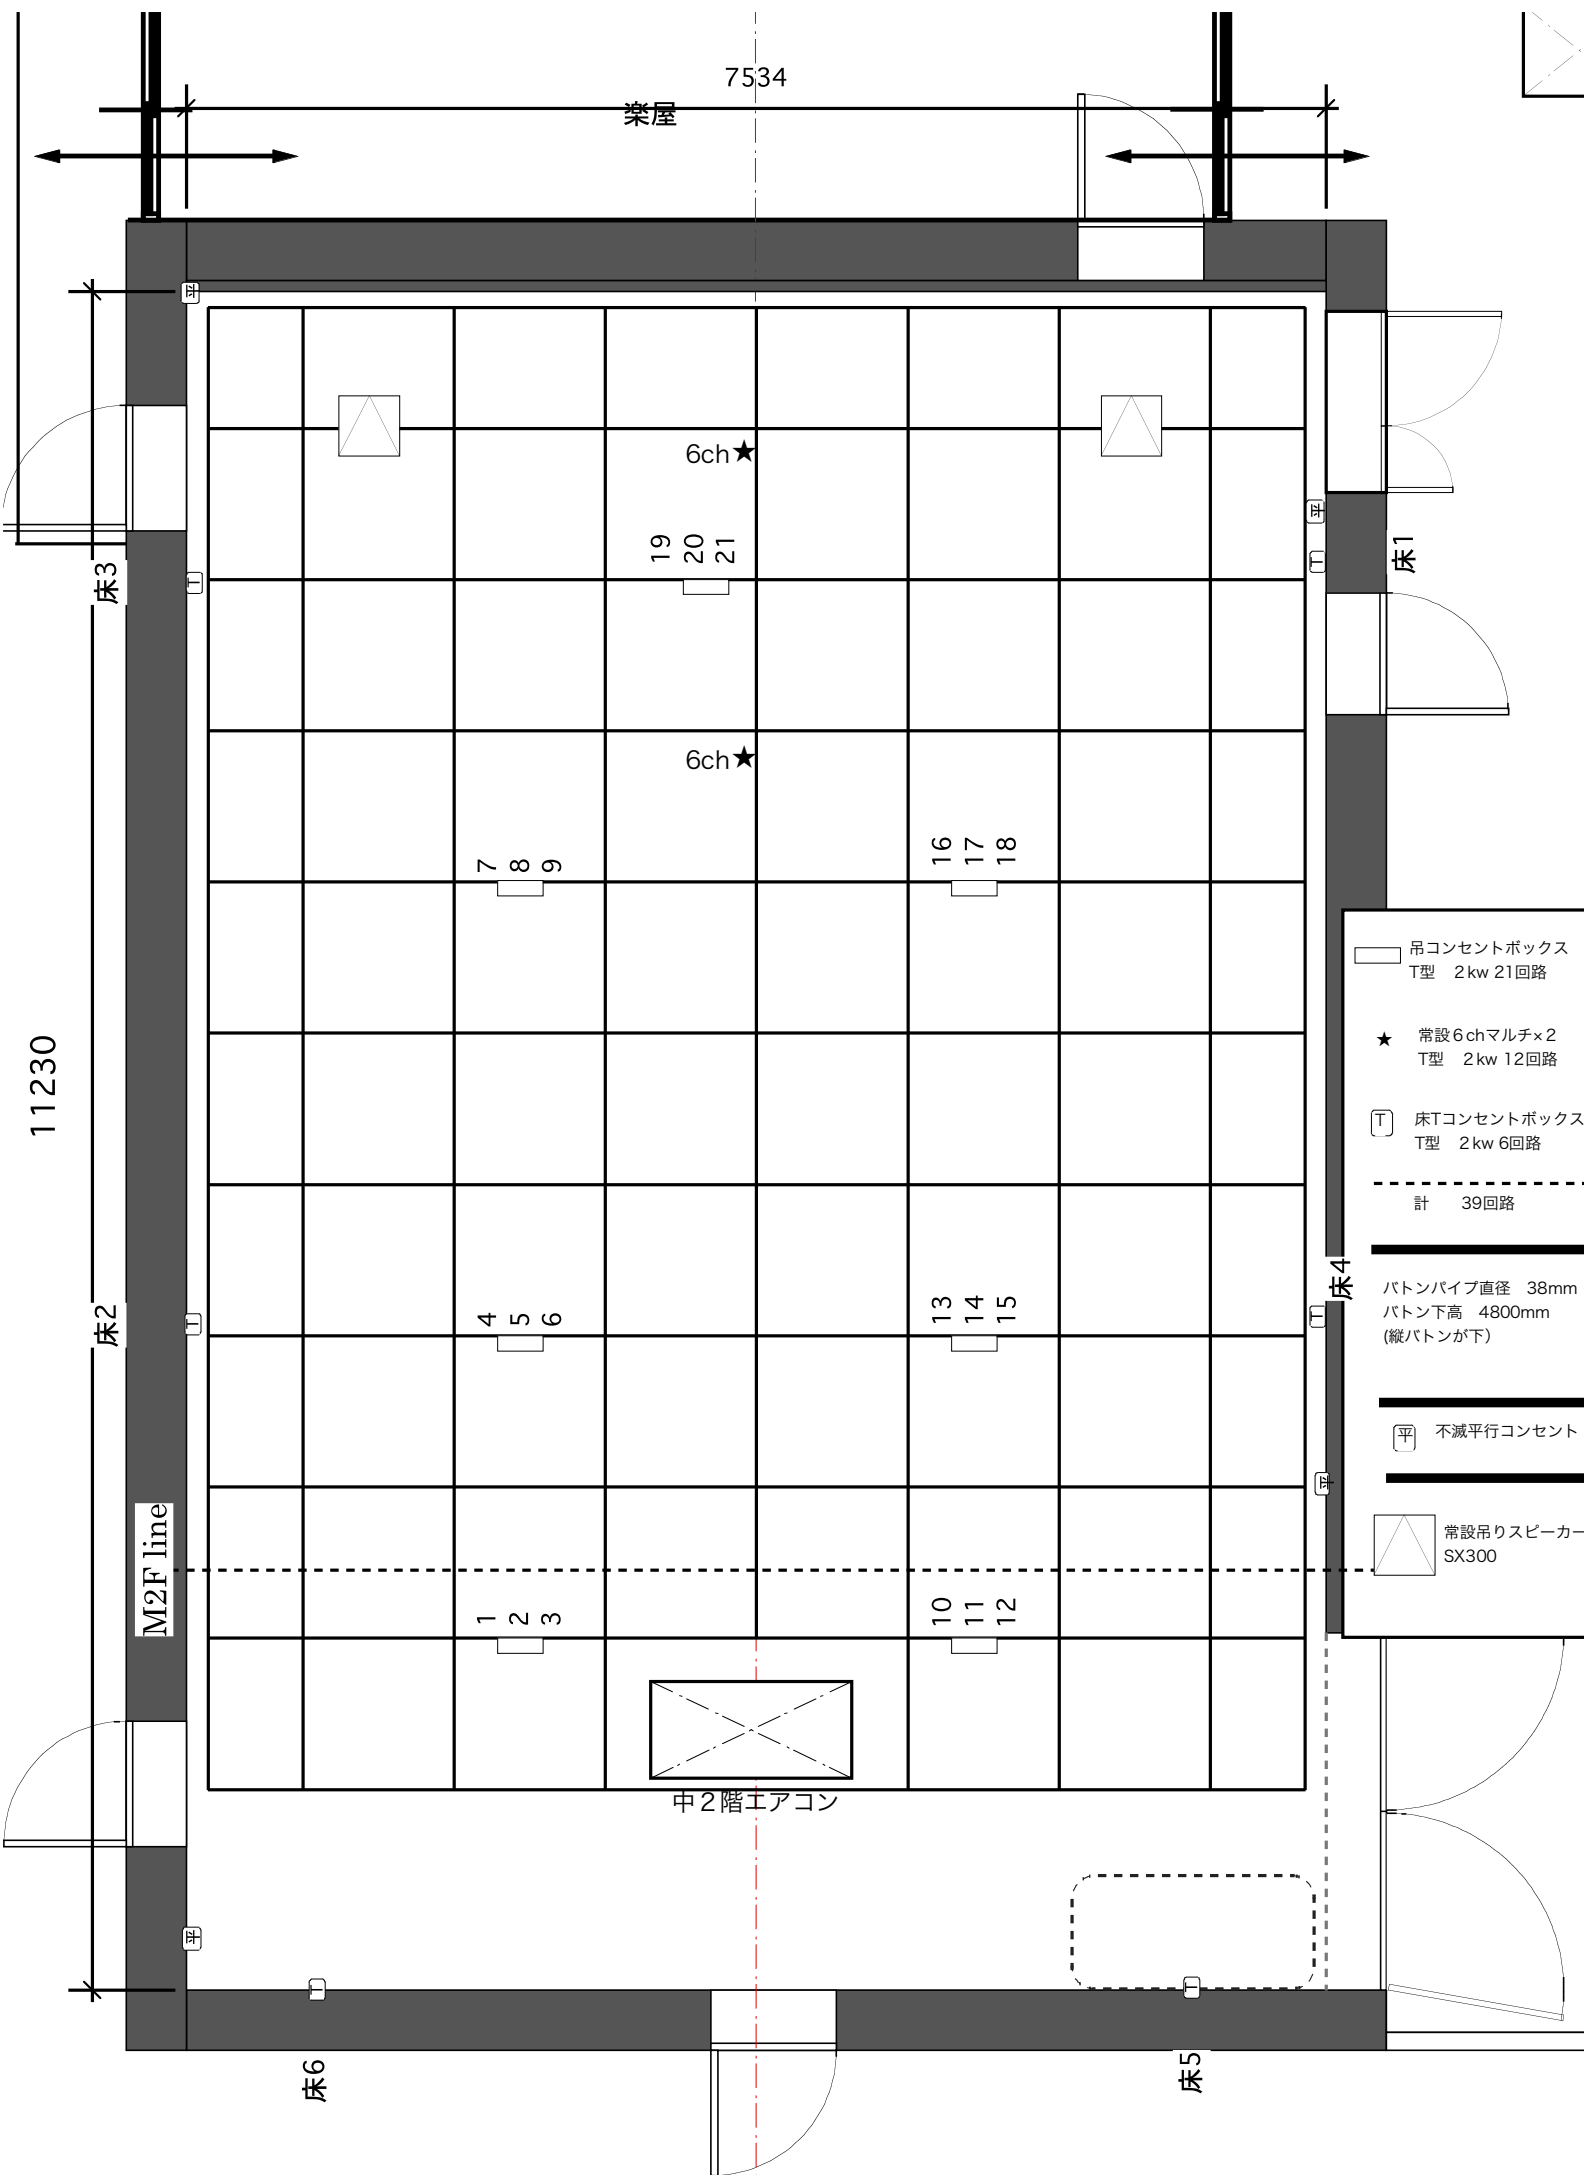 7534
楽屋
平
6ch★
19
20
21
平
床1
T
床3
T
6ch★
7
8
9
16
17
18
吊コンセントボックス
T型 2kw 21回路
★ 常設6chマルチ×2
T型 2kw 12回路
11230
T 床Tコンセントボックス
T型 2kw 6回路
計 39回路
床4
バトンパイプ直径 38mm
バトン下高 4800mm
(縦バトンが下)
床2
T
4
5
6
13
14
15
T
平 不滅平行コンセント
平
常設吊りスピーカー
SX300
M2F line
1
2
3
10
11
12
中2階エアコン
平
T
T
床6
床5